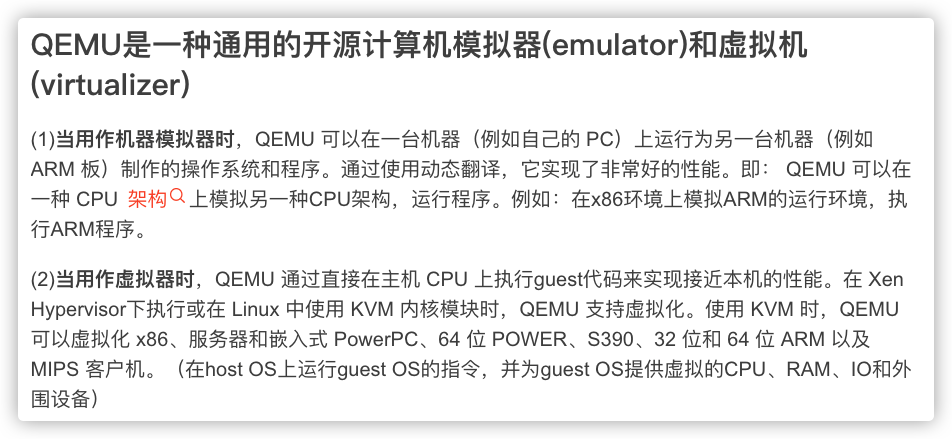 QEMU是一种通用的开源计算机模拟器(emulator)和虚拟机
(virtualizer)
(1)当用作机器模拟器时，QEMU 可以在一台机器（例如自己的 PC）上运行为另一台机器（例如
ARM 板）制作的操作系统和程序。通过使用动态翻译，它实现了非常好的性能。即： QEMU 可以在
一种 CPU 架构 上模拟另一种CPU架构，运行程序。例如：在x86环境上模拟ARM的运行环境，执
行ARM程序。
(2)当用作虚拟器时，QEMU 通过直接在主机 CPU 上执行guest代码来实现接近本机的性能。在 Xen
Hypervisor下执行或在 Linux 中使用 KVM 内核模块时，QEMU 支持虚拟化。使用 KVM 时，QEMU
可以虚拟化 x86、服务器和嵌入式 PowerPC、64 位 POWER、S390、32 位和 64 位 ARM 以及
MIPS 客户机。（在host OS上运行guest OS的指令，并为guest OS提供虚拟的CPU、RAM、IO和外
围设备）